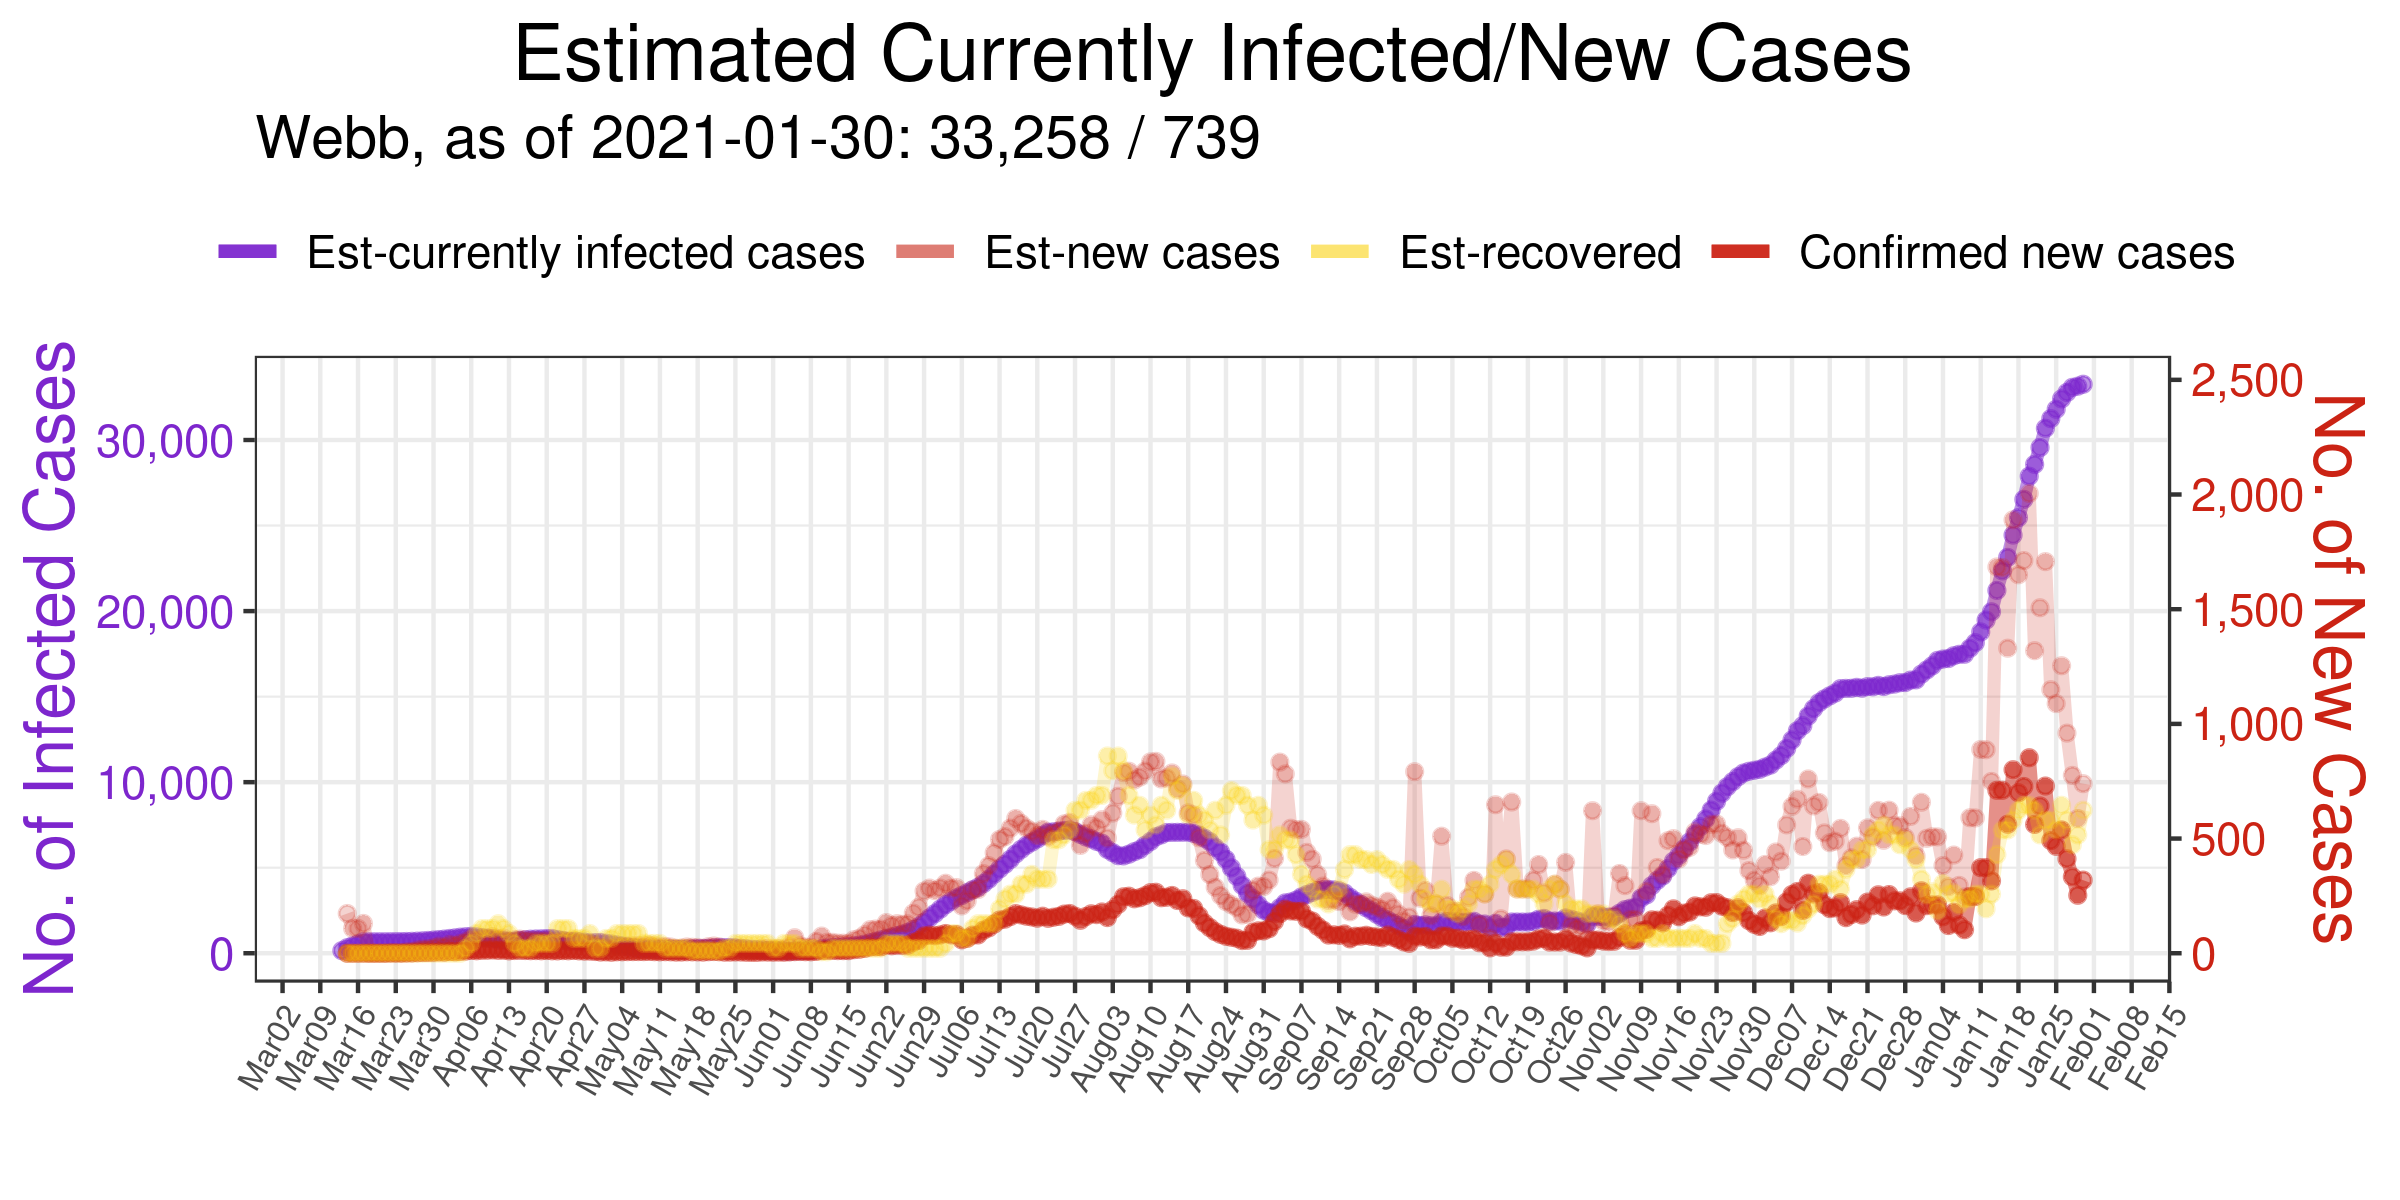 Estimated Currently Infected/New Cases
Webb, as of 2021-01-30: 33,258 / 739
Est-currently infected cases Est-new cases Est-recovered Confirmed new cases
No. of Infected Cases
30,000
20,000
10,000
0
2,500
2,000
1,500
1,000
500
0
No. of New Cases
Mar02 Mar09 Mar16 Mar23 Mar30 Apr06 Apr13 Apr20 Apr27 May04 May11 May18 May25 Jun01 Jun08 Jun15 Jun22 Jun29 Jul06 Jul13 Jul20 Jul27 Aug03 Aug10 Aug17 Aug24 Aug31 Sep07 Sep14 Sep21 Sep28 Oct05 Oct12 Oct19 Oct26 Nov02 Nov09 Nov16 Nov23 Nov30 Dec07 Dec14 Dec21 Dec28 Jan04 Jan11 Jan18 Jan25 Feb01 Feb08 Feb15